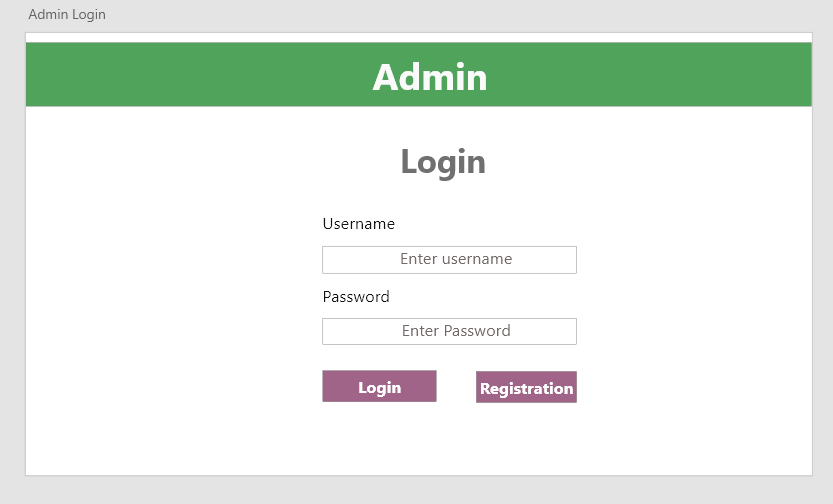 Admin Login
Admin
Login
Username
Enter username
Password
Enter Password
Login
Registration